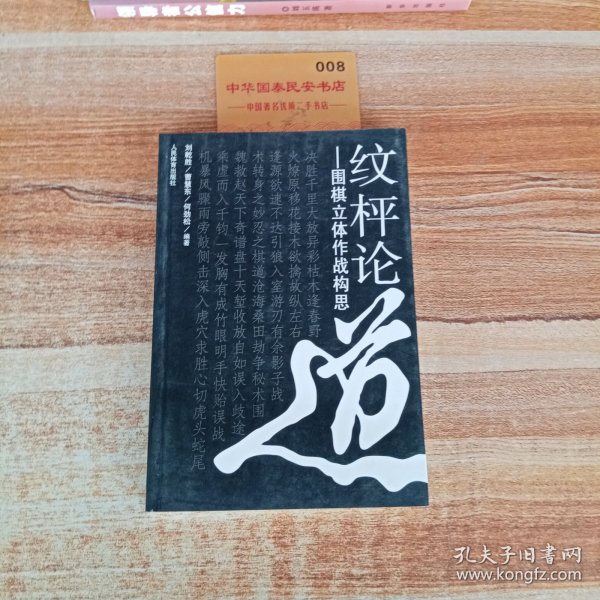 领导者公信力
008
中华国泰民安书店
中国著名优质二手书店
纹枰论
道
—围棋立体作战构思
决胜千里大放异彩枯木逢春野
火燎原移花接木欲擒故纵左右
逢源欲速不达引狼入室游刃有余影子战
术转身之妙忍之棋道沧海桑田劫争秘术围
魏救赵天下奇谱盘十天堑收放自如误入歧途
乘虚而入千钧一发胸有成竹眼明手快贻误战
机暴风骤雨旁敲侧击深入虎穴求胜心切虎头蛇尾
刘乾胜/曹慧东/何劲松/编著
人民体育出版社
孔夫子旧书网
www.kongfz.com